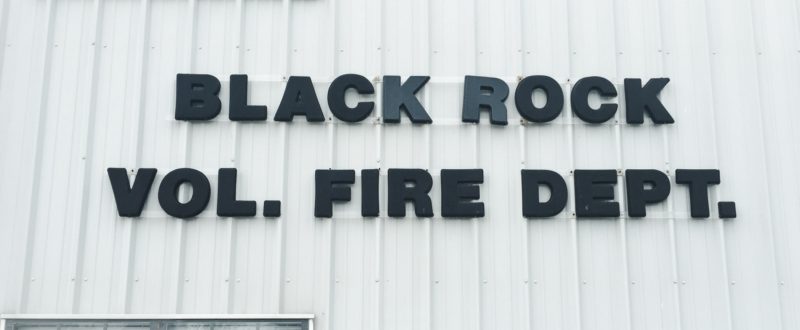 BLACK ROCK
VOL. FIRE DEPT.